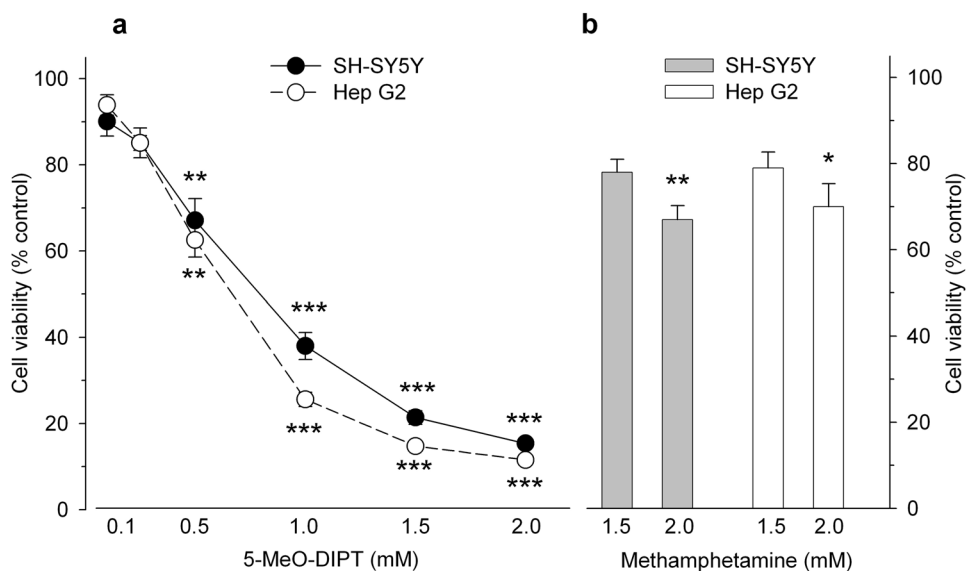 a
SH-SY5Y
Hep G2
Cell viability (% control)
100
80
60
40
20
0
**
**
***
***
***
***
***
***
0.1 0.5 1.0 1.5 2.0
5-MeO-DIPT (mM)
b
SH-SY5Y
Hep G2
**
*
100
80
60
40
20
0
Cell viability (% control)
1.5 2.0 1.5 2.0
Methamphetamine (mM)